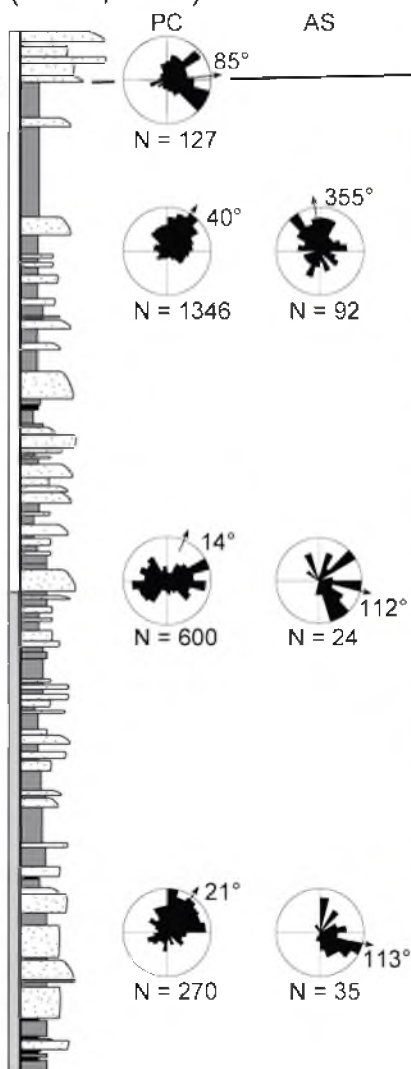 PC AS
85°
N = 127
40° 355°
N = 1346 N = 92
14° 112°
N = 600 N = 24
21° 113°
N = 270 N = 35